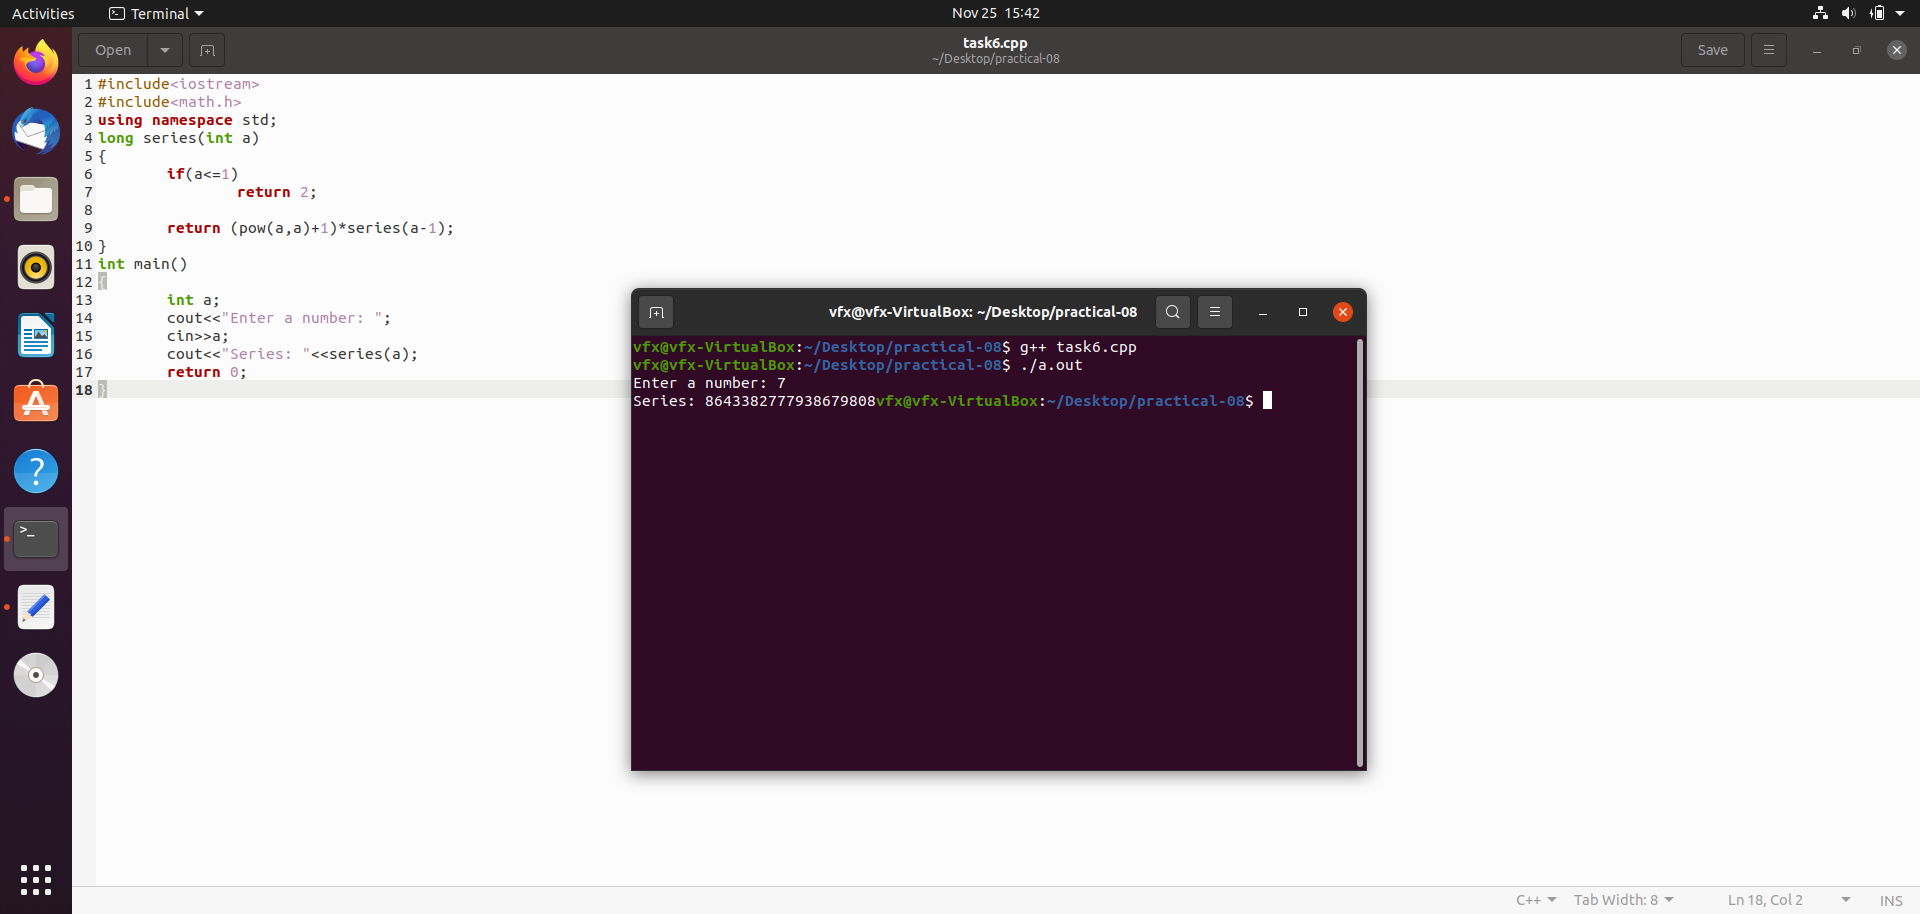 Activities Terminal Nov 25 15:42
Open task6.cpp Save
~/Desktop/practical-08
1 #include<iostream>
2 #include<math.h>
3 using namespace std;
4 long series(int a)
5 {
6 if(a<=1)
7 return 2;
8
9 return (pow(a,a)+1)*series(a-1);
10 }
11 int main()
12 {
13 int a;
14 cout<<"Enter a number: ";
15 cin>>a;
16 cout<<"Series: "<<series(a);
17 return 0;
18 }
vfx@vfx-VirtualBox: ~/Desktop/practical-08
vfx@vfx-VirtualBox:~/Desktop/practical-08$ g++ task6.cpp
vfx@vfx-VirtualBox:~/Desktop/practical-08$ ./a.out
Enter a number: 7
Series: 8643382777938679808vfx@vfx-VirtualBox:~/Desktop/practical-08$
C++ Tab Width: 8 Ln 18, Col 2 INS